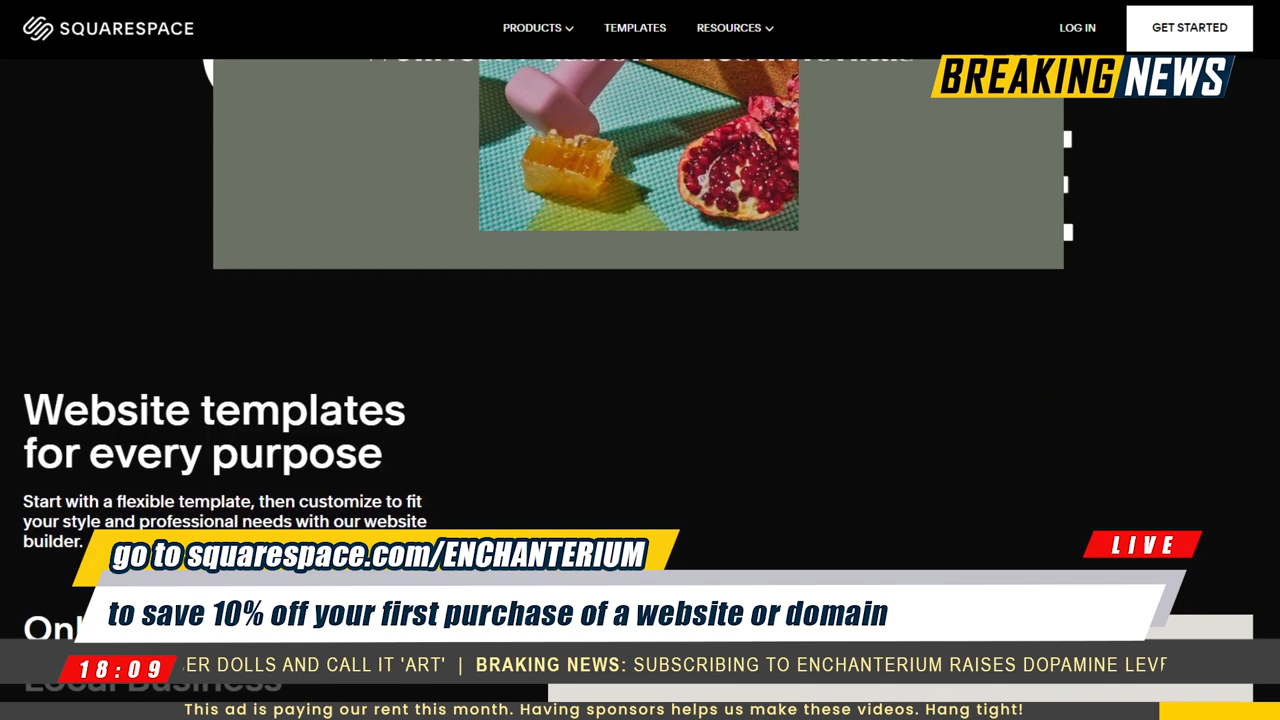 SQUARESPACE
PRODUCTS TEMPLATES RESOURCES
LOG IN
GET STARTED
BREAKING NEWS
Website templates
for every purpose
Start with a flexible template, then customize to fit
your style and professional needs with our website
builder.
go to squarespace.com/ENCHANTERIUM
LIVE
to save 10% off your first purchase of a website or domain
18:09
ER DOLLS AND CALL IT 'ART' | BRAKING NEWS: SUBSCRIBING TO ENCHANTERIUM RAISES DOPAMINE
Local Business
This ad is paying our rent this month. Having sponsors helps us make these videos. Hang tight!